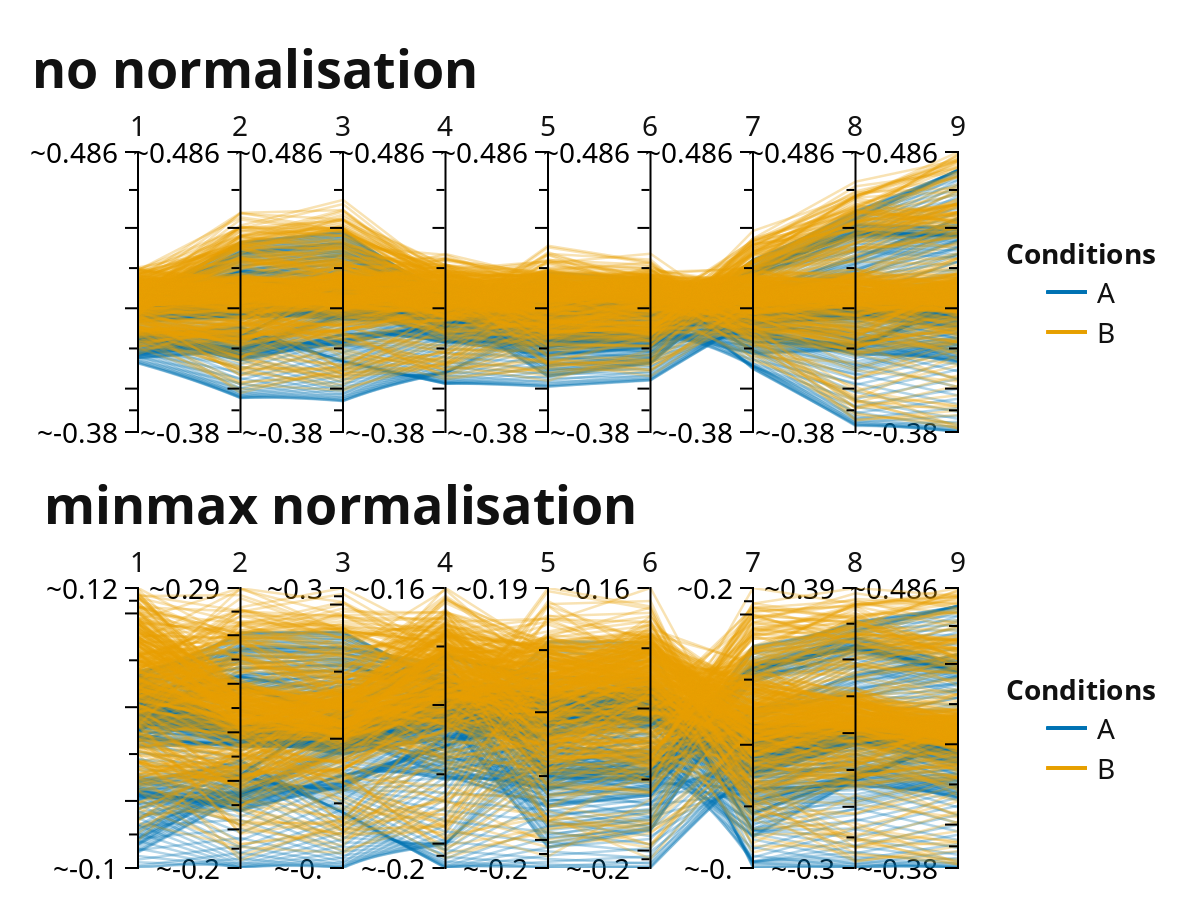 no normalisation
1 2 3 4 5 6 7 8 9
~0.486 ~0.486 ~0.486 ~0.486 ~0.486 ~0.486 ~0.486 ~0.486 ~0.486
~-0.38 ~-0.38 ~-0.38 ~-0.38 ~-0.38 ~-0.38 ~-0.38 ~-0.38 ~-0.38
Conditions
A
B
minmax normalisation
1 2 3 4 5 6 7 8 9
~0.12 ~0.29 ~0.3 ~0.16 ~0.19 ~0.16 ~0.2 ~0.39 ~0.486
~-0.1 ~-0.2 ~-0. ~-0.2 ~-0.2 ~-0.2 ~-0. ~-0.3 ~-0.38
Conditions
A
B